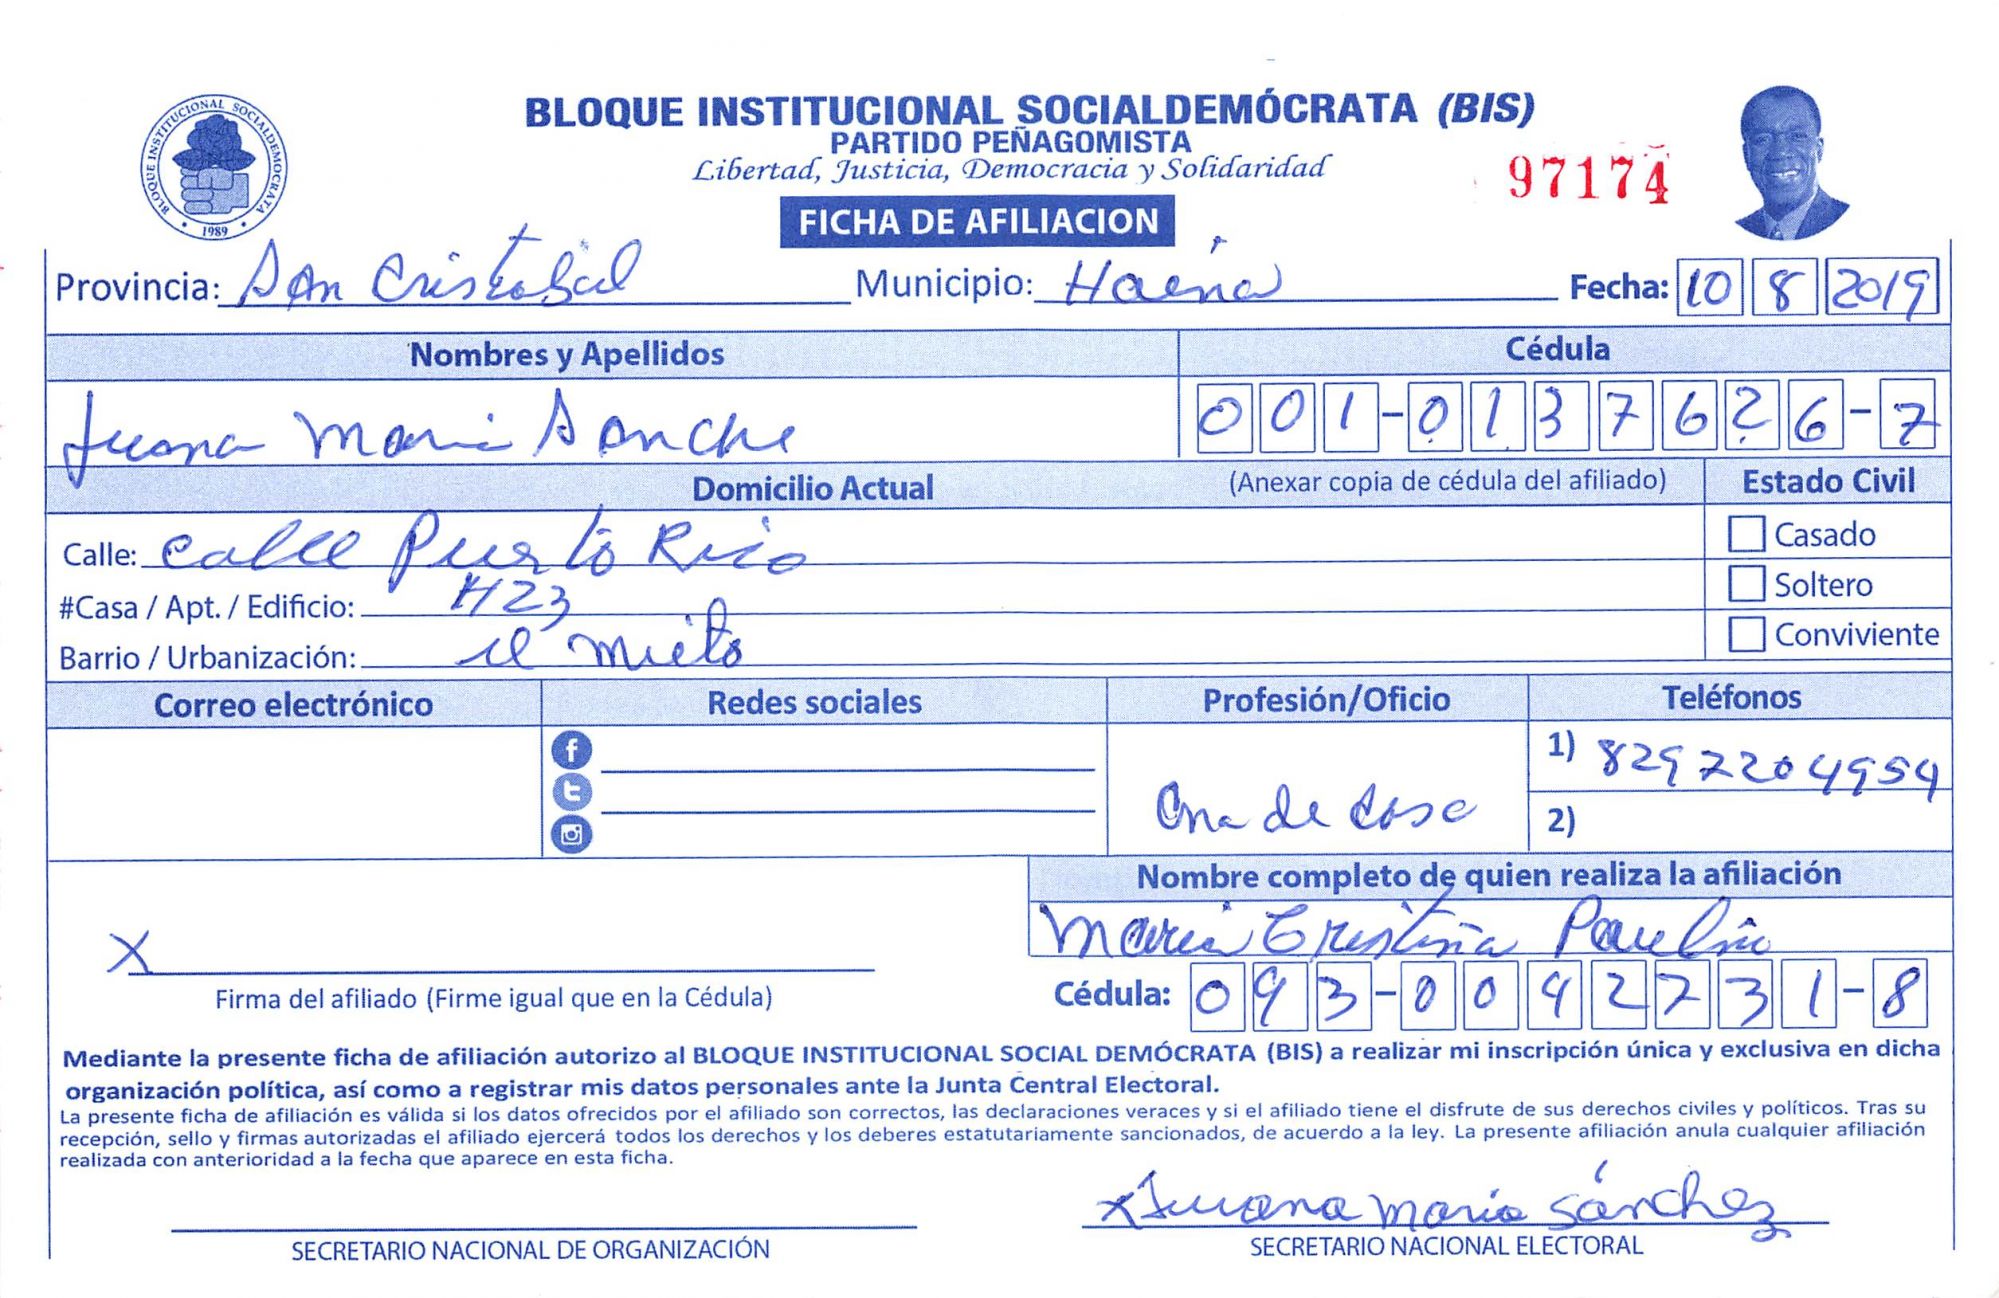 BLOQUE INSTITUCIONAL SOCIALDEMOCRATA
1989
BLOQUE INSTITUCIONAL SOCIALDEMÓCRATA (BIS)
PARTIDO PEÑAGOMISTA
Libertad, Justicia, Democracia y Solidaridad
97174
FICHA DE AFILIACION
Provincia: San Cristobal Municipio: Haina Fecha: 10 8 2019
Nombres y Apellidos Cédula
Juana Maria Sanche 001-0137626-7
Domicilio Actual (Anexar copia de cédula del afiliado) Estado Civil
Calle: Calle Puerto Rico Casado
#Casa / Apt. / Edificio: #23 Soltero
Barrio / Urbanización: el Conviviente
Correo electrónico Redes sociales Profesión/Oficio Teléfonos
1) 8297204954
Ama de casa
2)
Nombre completo de quien realiza la afiliación
Maria Cristina Paulino
X
Firma del afiliado (Firme igual que en la Cédula) Cédula: 093-0042731-8
Mediante la presente ficha de afiliación autorizo al BLOQUE INSTITUCIONAL SOCIAL DEMÓCRATA (BIS) a realizar mi inscripción única y exclusiva en dicha
organización política, así como a registrar mis datos personales ante la Junta Central Electoral.
La presente ficha de afiliación es válida si los datos ofrecidos por el afiliado son correctos, las declaraciones veraces y si el afiliado tiene el disfrute de sus derechos civiles y políticos. Tras su
recepción, sello y firmas autorizadas el afiliado ejercerá todos los derechos y los deberes estatutariamente sancionados, de acuerdo a la ley. La presente afiliación anula cualquier afiliación
realizada con anterioridad a la fecha que aparece en esta ficha.
x Juana Maria Sánchez
SECRETARIO NACIONAL DE ORGANIZACIÓN SECRETARIO NACIONAL ELECTORAL